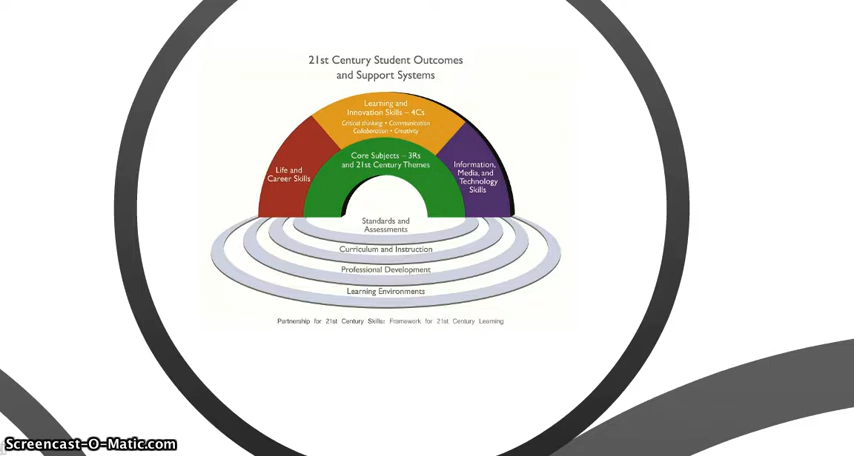 21st Century Student Outcomes
and Support Systems
Learning and
Innovation Skills – 4Cs
Critical thinking • Communication
Collaboration • Creativity
Core Subjects – 3Rs
and 21st Century Themes
Life and
Career Skills
Information,
Media, and
Technology
Skills
Standards and
Assessments
Curriculum and Instruction
Professional Development
Learning Environments
Partnership for 21st Century Skills: Framework for 21st Century Learning
Screencast-O-Matic.com